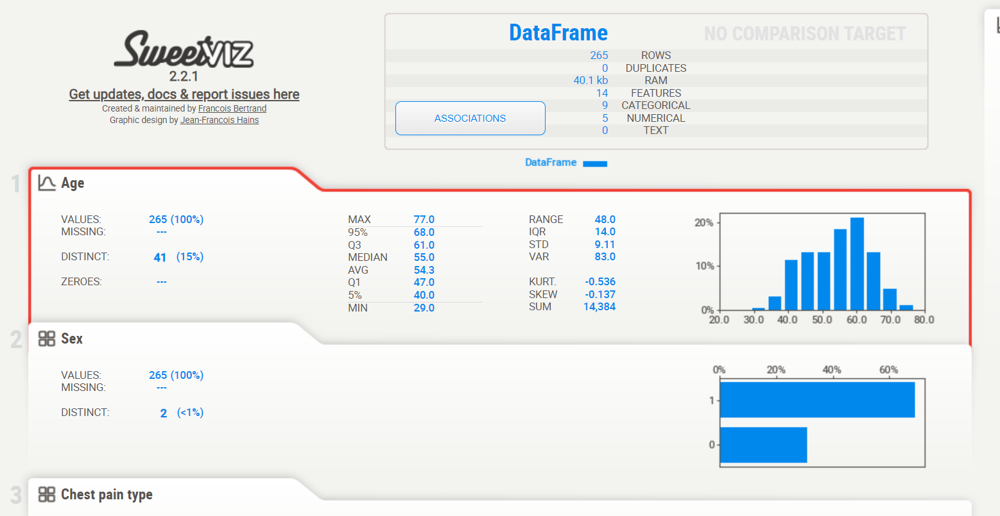 SweetVIZ
2.2.1
Get updates, docs & report issues here
Created & maintained by Francois Bertrand
Graphic design by Jean-Francois Hains
DataFrame NO COMPARISON TARGET
265 ROWS
0 DUPLICATES
40.1 kb RAM
14 FEATURES
9 CATEGORICAL
5 NUMERICAL
0 TEXT
ASSOCIATIONS
DataFrame
1 Age
VALUES: 265 (100%)
MISSING: ---
DISTINCT: 41 (15%)
ZEROES: ---
MAX 77.0
95% 68.0
Q3 61.0
MEDIAN 55.0
AVG 54.3
Q1 47.0
5% 40.0
MIN 29.0
RANGE 48.0
IQR 14.0
STD 9.11
VAR 83.0
KURT. -0.536
SKEW -0.137
SUM 14,384
20%
10%
0%
20.0 30.0 40.0 50.0 60.0 70.0 80.0
2 Sex
VALUES: 265 (100%)
MISSING: ---
DISTINCT: 2 (<1%)
0% 20% 40% 60%
1
0
3 Chest pain type